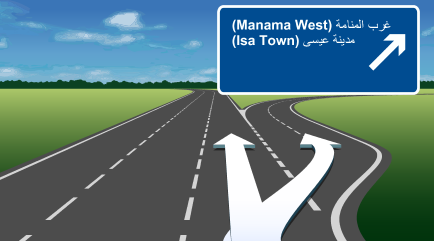 غرب المنامة (Manama West)
مدينة عيسى (Isa Town)